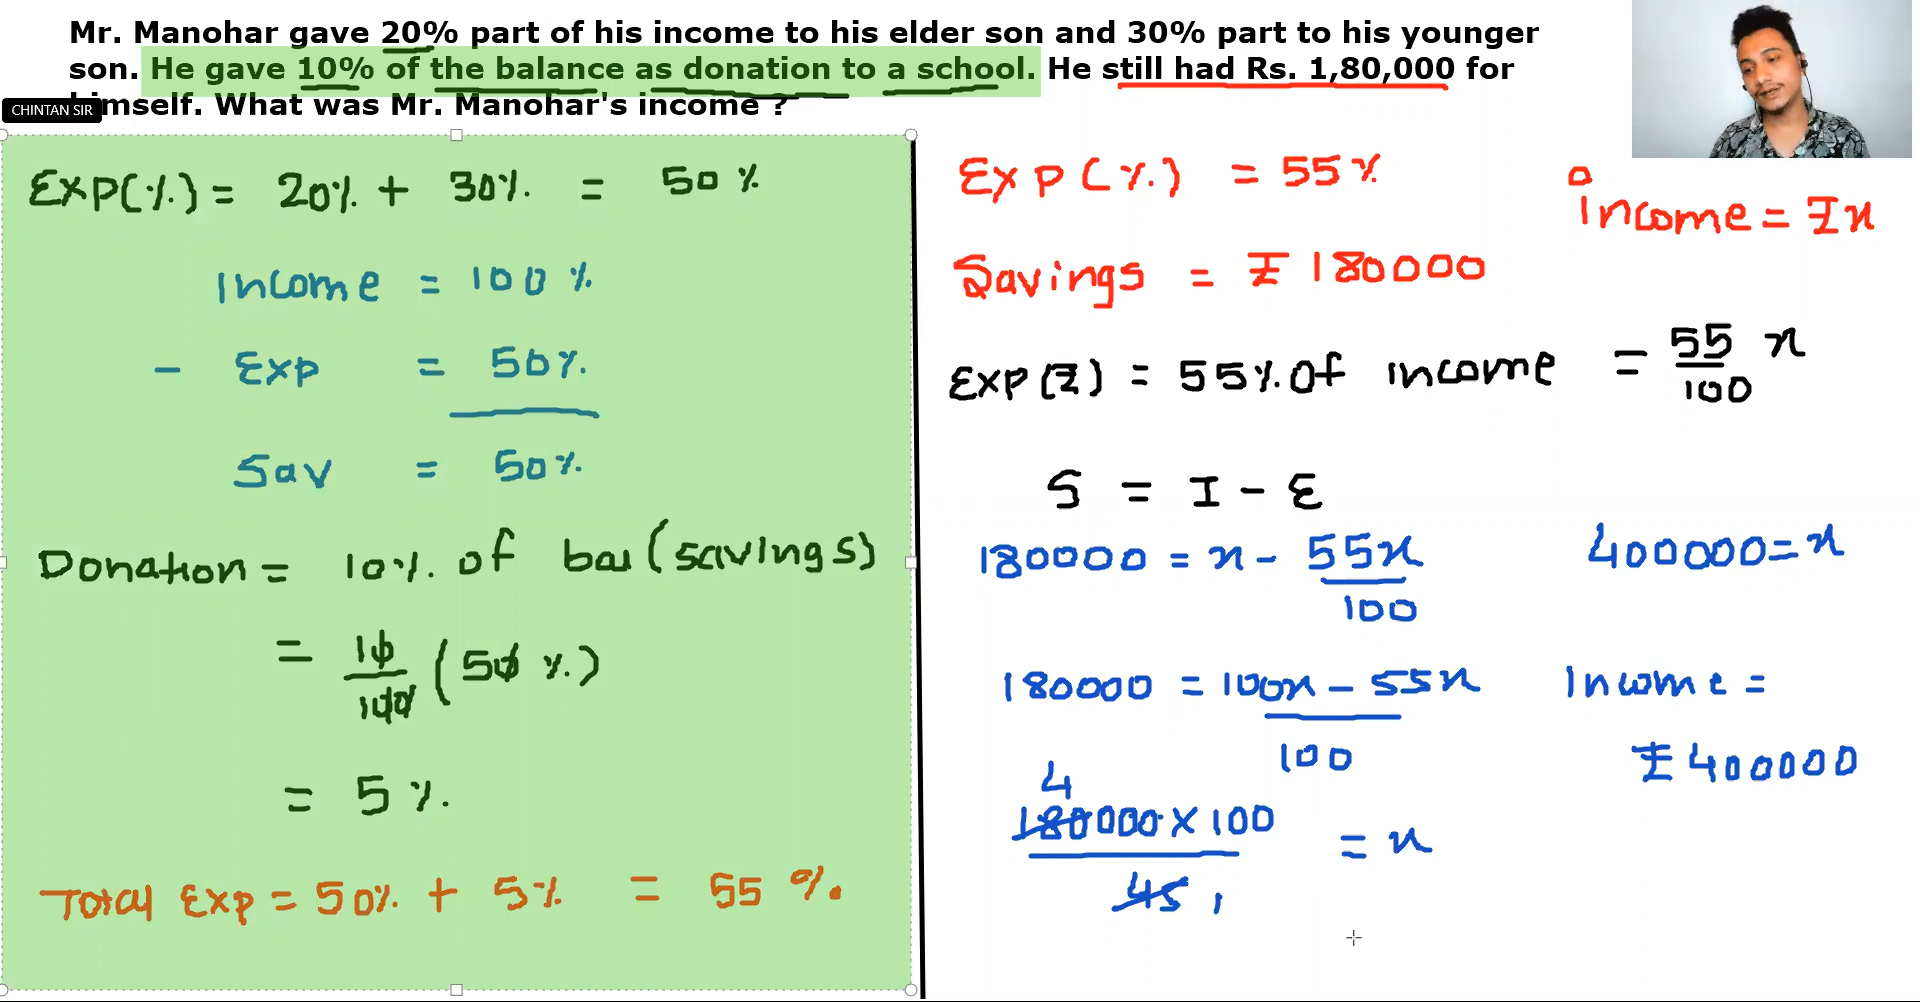 Mr. Manohar gave 20% part of his income to his elder son and 30% part to his younger
son. He gave 10% of the balance as donation to a school. He still had Rs. 1,80,000 for
himself. What was Mr. Manohar's income ?
CHINTAN SIR
Exp(%) = 20% + 30% = 50%
Income = 100%
- Exp = 50%
Sav = 50%
Donation = 10% of bal (savings)
= 10/100 (50%)
= 5%
Total Exp = 50% + 5% = 55%
Exp(%) = 55%
Income = ₹x
Savings = ₹180000
Exp(₹) = 55% of income = 55/100 x
S = I - E
180000 = x - 55x/100
180000 = 100x - 55x/100
4
180000 x 100/45 1 = x
400000 = x
Income =
₹400000